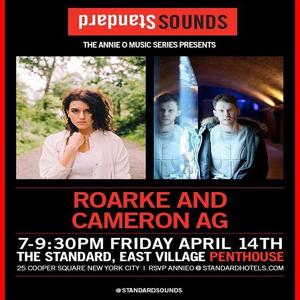 Standard SOUNDS
THE ANNIE O MUSIC SERIES PRESENTS
ROARKE AND
CAMERON AG
7-9:30PM FRIDAY APRIL 14TH
THE STANDARD, EAST VILLAGE PENTHOUSE
25 COOPER SQUARE NEW YORK CITY I RSVP ANNIEO@STANDARDHOTELS.COM
@STANDARDSOUNDS